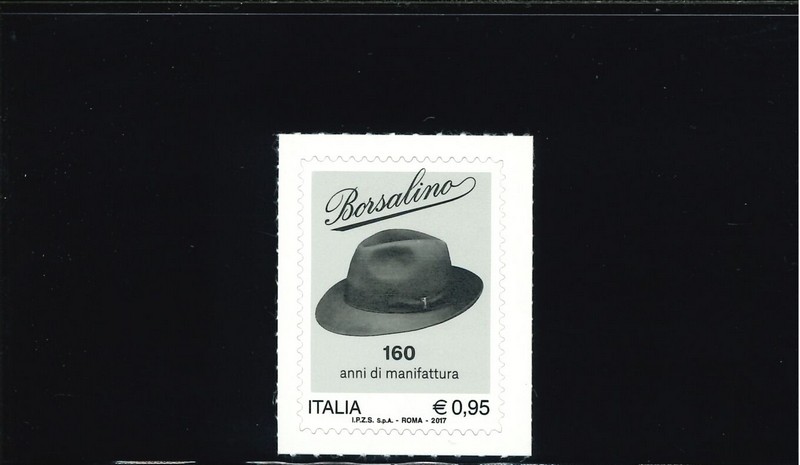 Borsalino
160
anni di manifattura
ITALIA € 0,95
I.P.Z.S. S.p.A. - ROMA - 2017